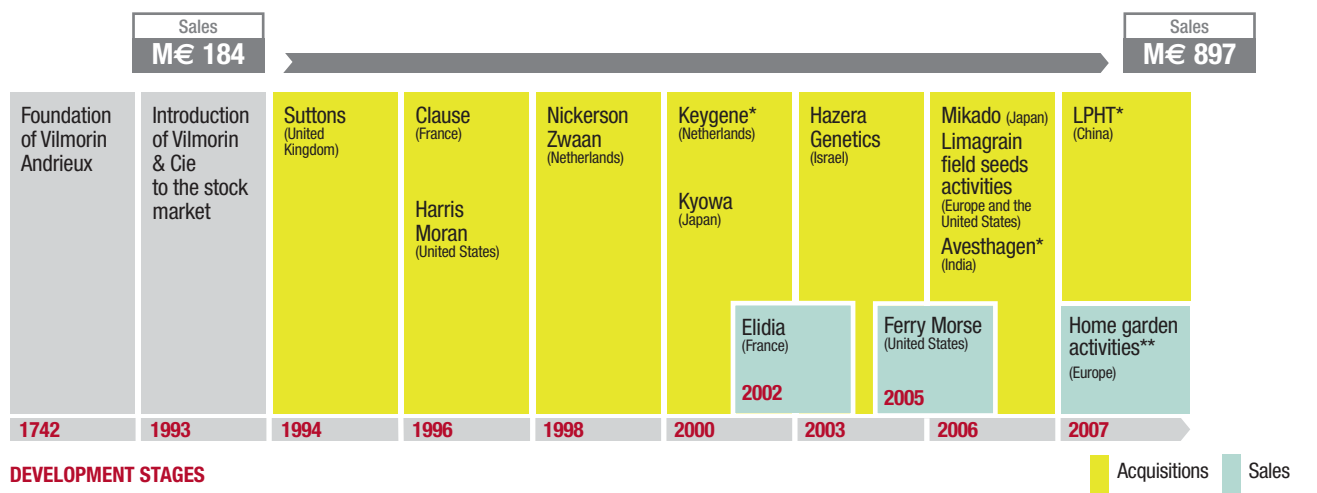 Sales
M€ 184
Sales
M€ 897
Foundation
of Vilmorin
Andrieux
Introduction
of Vilmorin
& Cie
to the stock
market
Suttons
(United
Kingdom)
Clause
(France)
Harris
Moran
(United States)
Nickerson
Zwaan
(Netherlands)
Keygene*
(Netherlands)
Kyowa
(Japan)
Hazera
Genetics
(Israel)
Mikado (Japan)
Limagrain
field seeds
activities
(Europe and the
United States)
Avesthagen*
(India)
LPHT*
(China)
Elidia
(France)
2002
Ferry Morse
(United States)
2005
Home garden
activities**
(Europe)
1742
1993
1994
1996
1998
2000
2003
2006
2007
DEVELOPMENT STAGES
Acquisitions
Sales